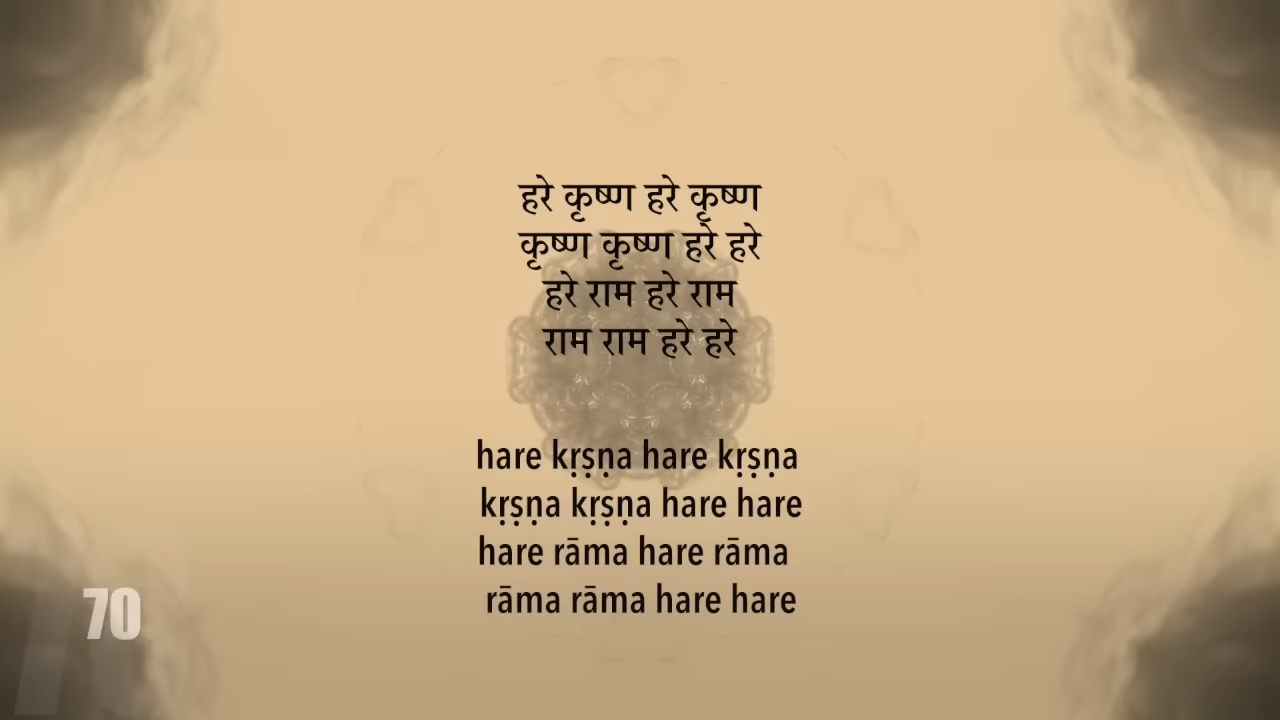 हरे कृष्ण हरे कृष्ण
कृष्ण कृष्ण हरे हरे
हरे राम हरे राम
राम राम हरे हरे
hare kṛṣṇa hare kṛṣṇa
kṛṣṇa kṛṣṇa hare hare
hare rāma hare rāma
rāma rāma hare hare
70